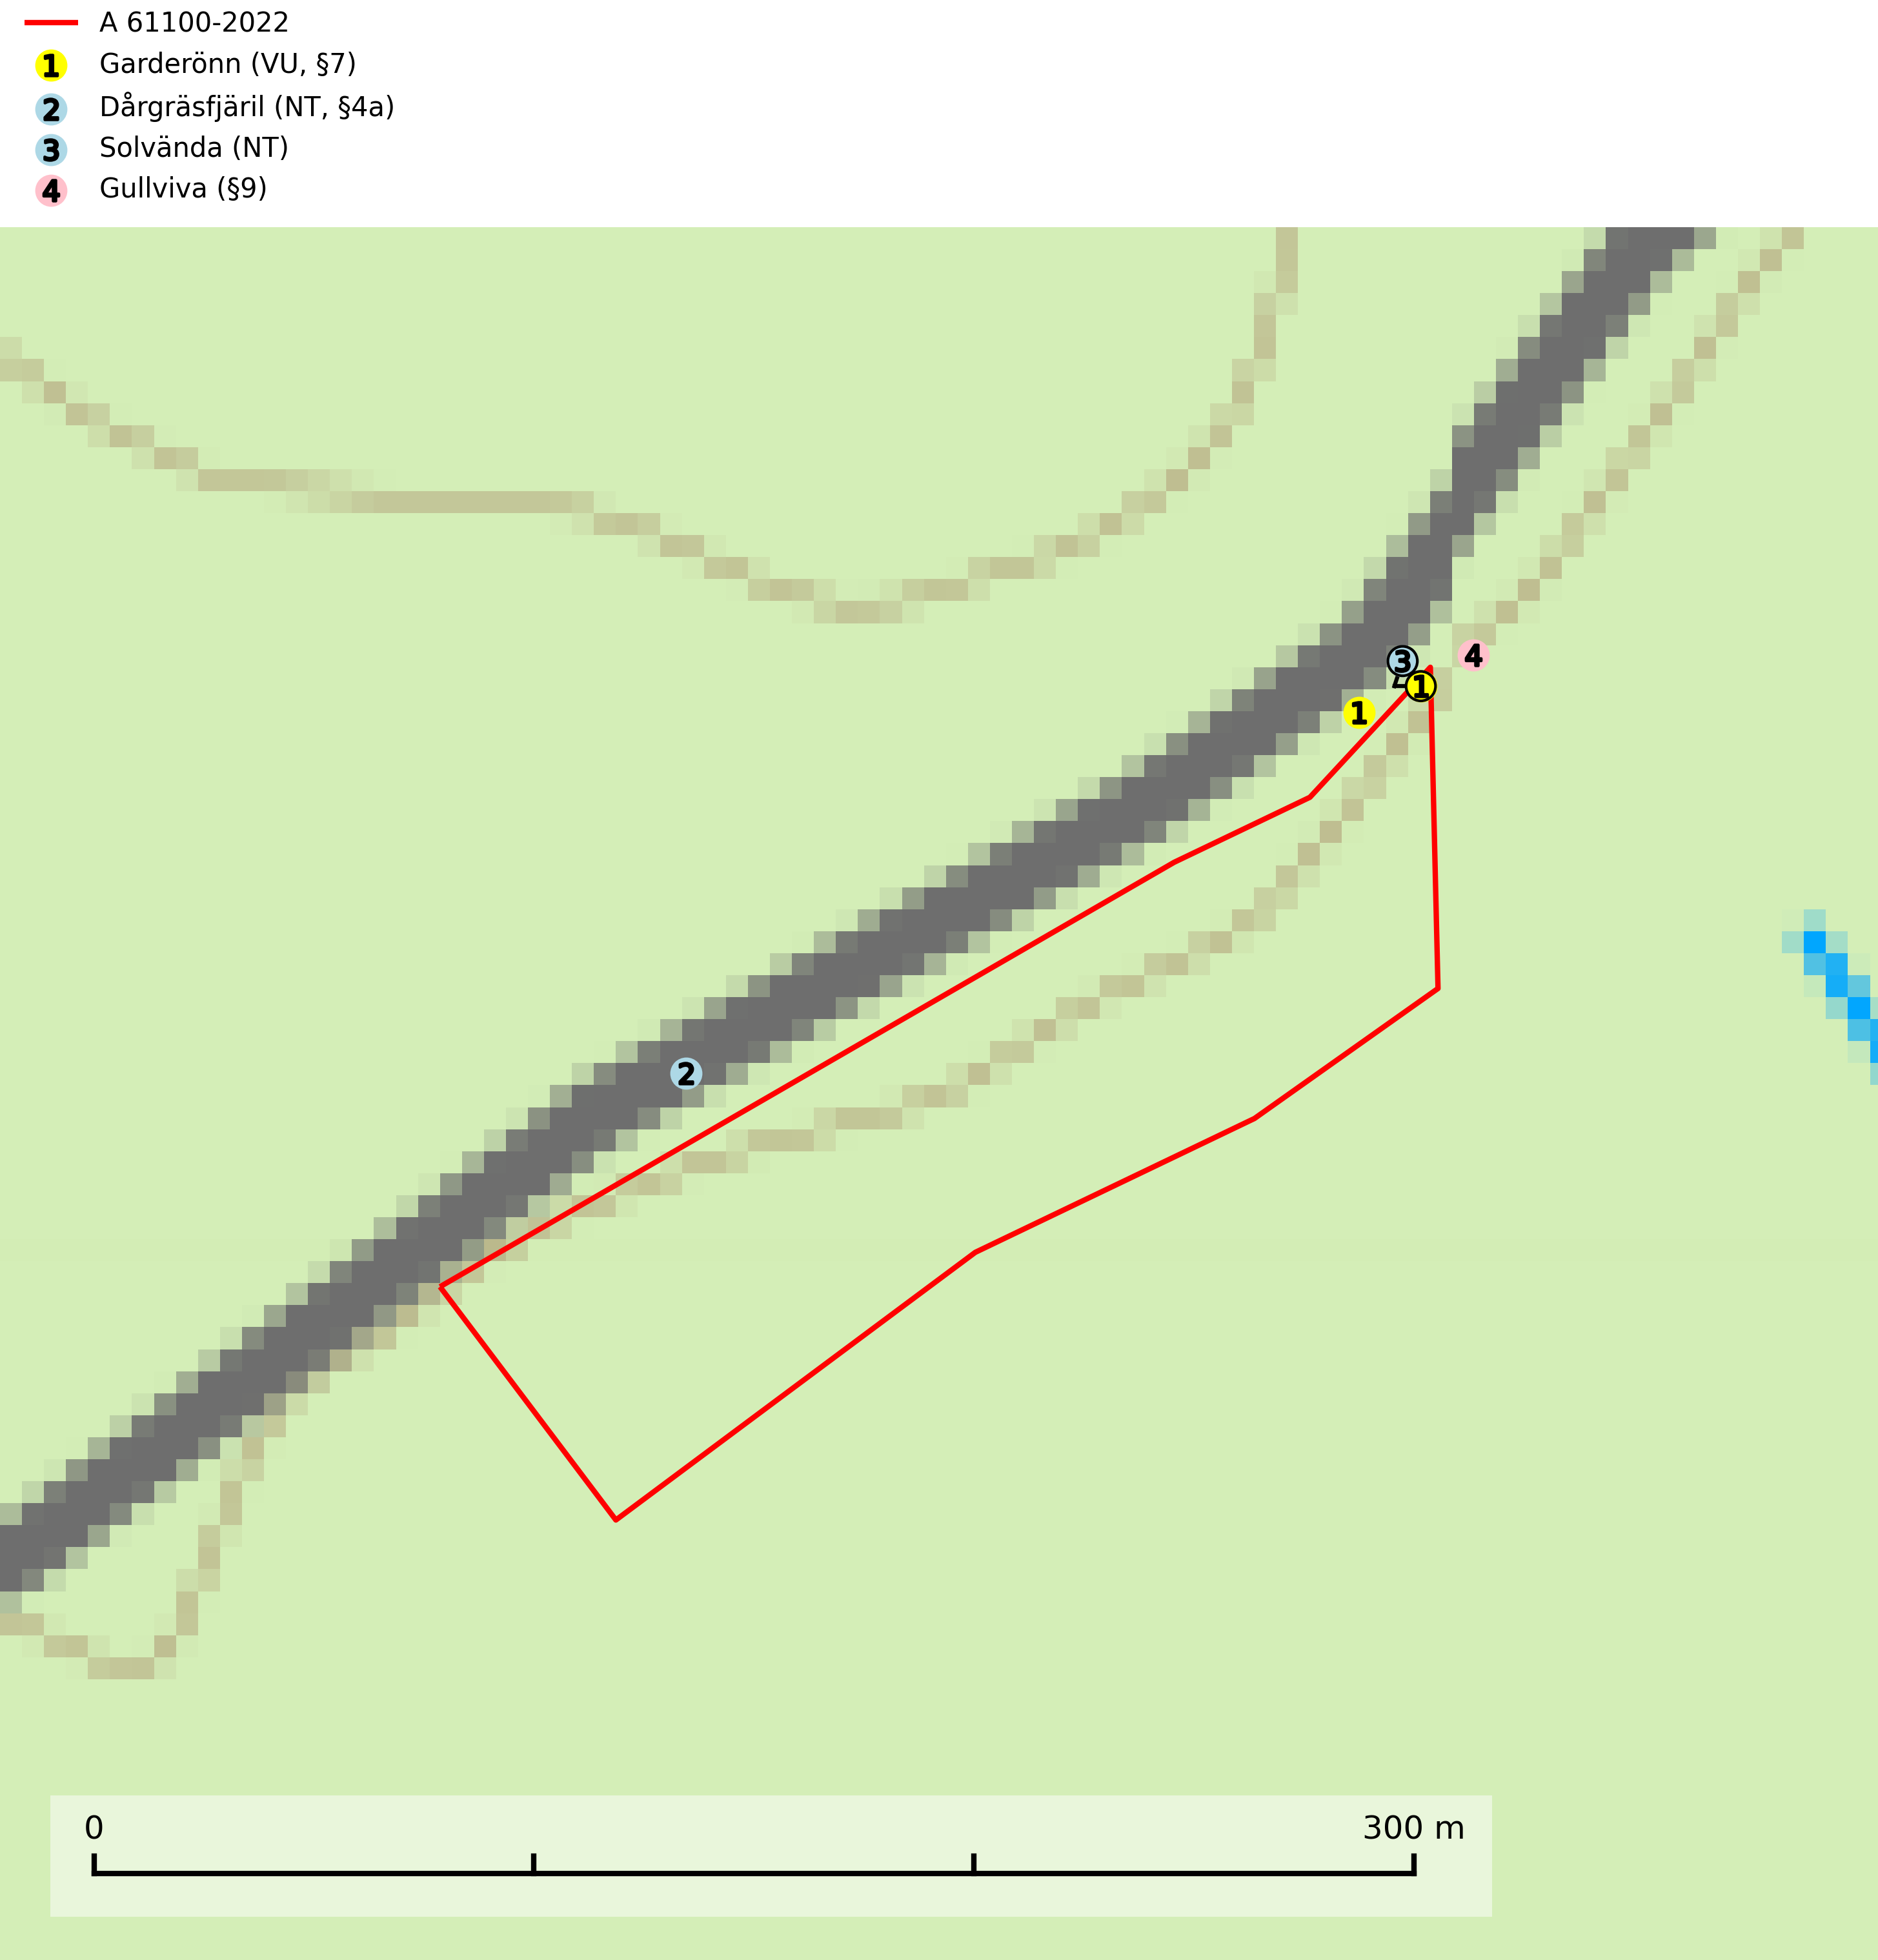 A 61100-2022
1 Garderönn (VU, §7)
2 Dårgräsfjäril (NT, §4a)
3 Solvända (NT)
4 Gullviva (§9)
3
4
1
1
2
0 300 m